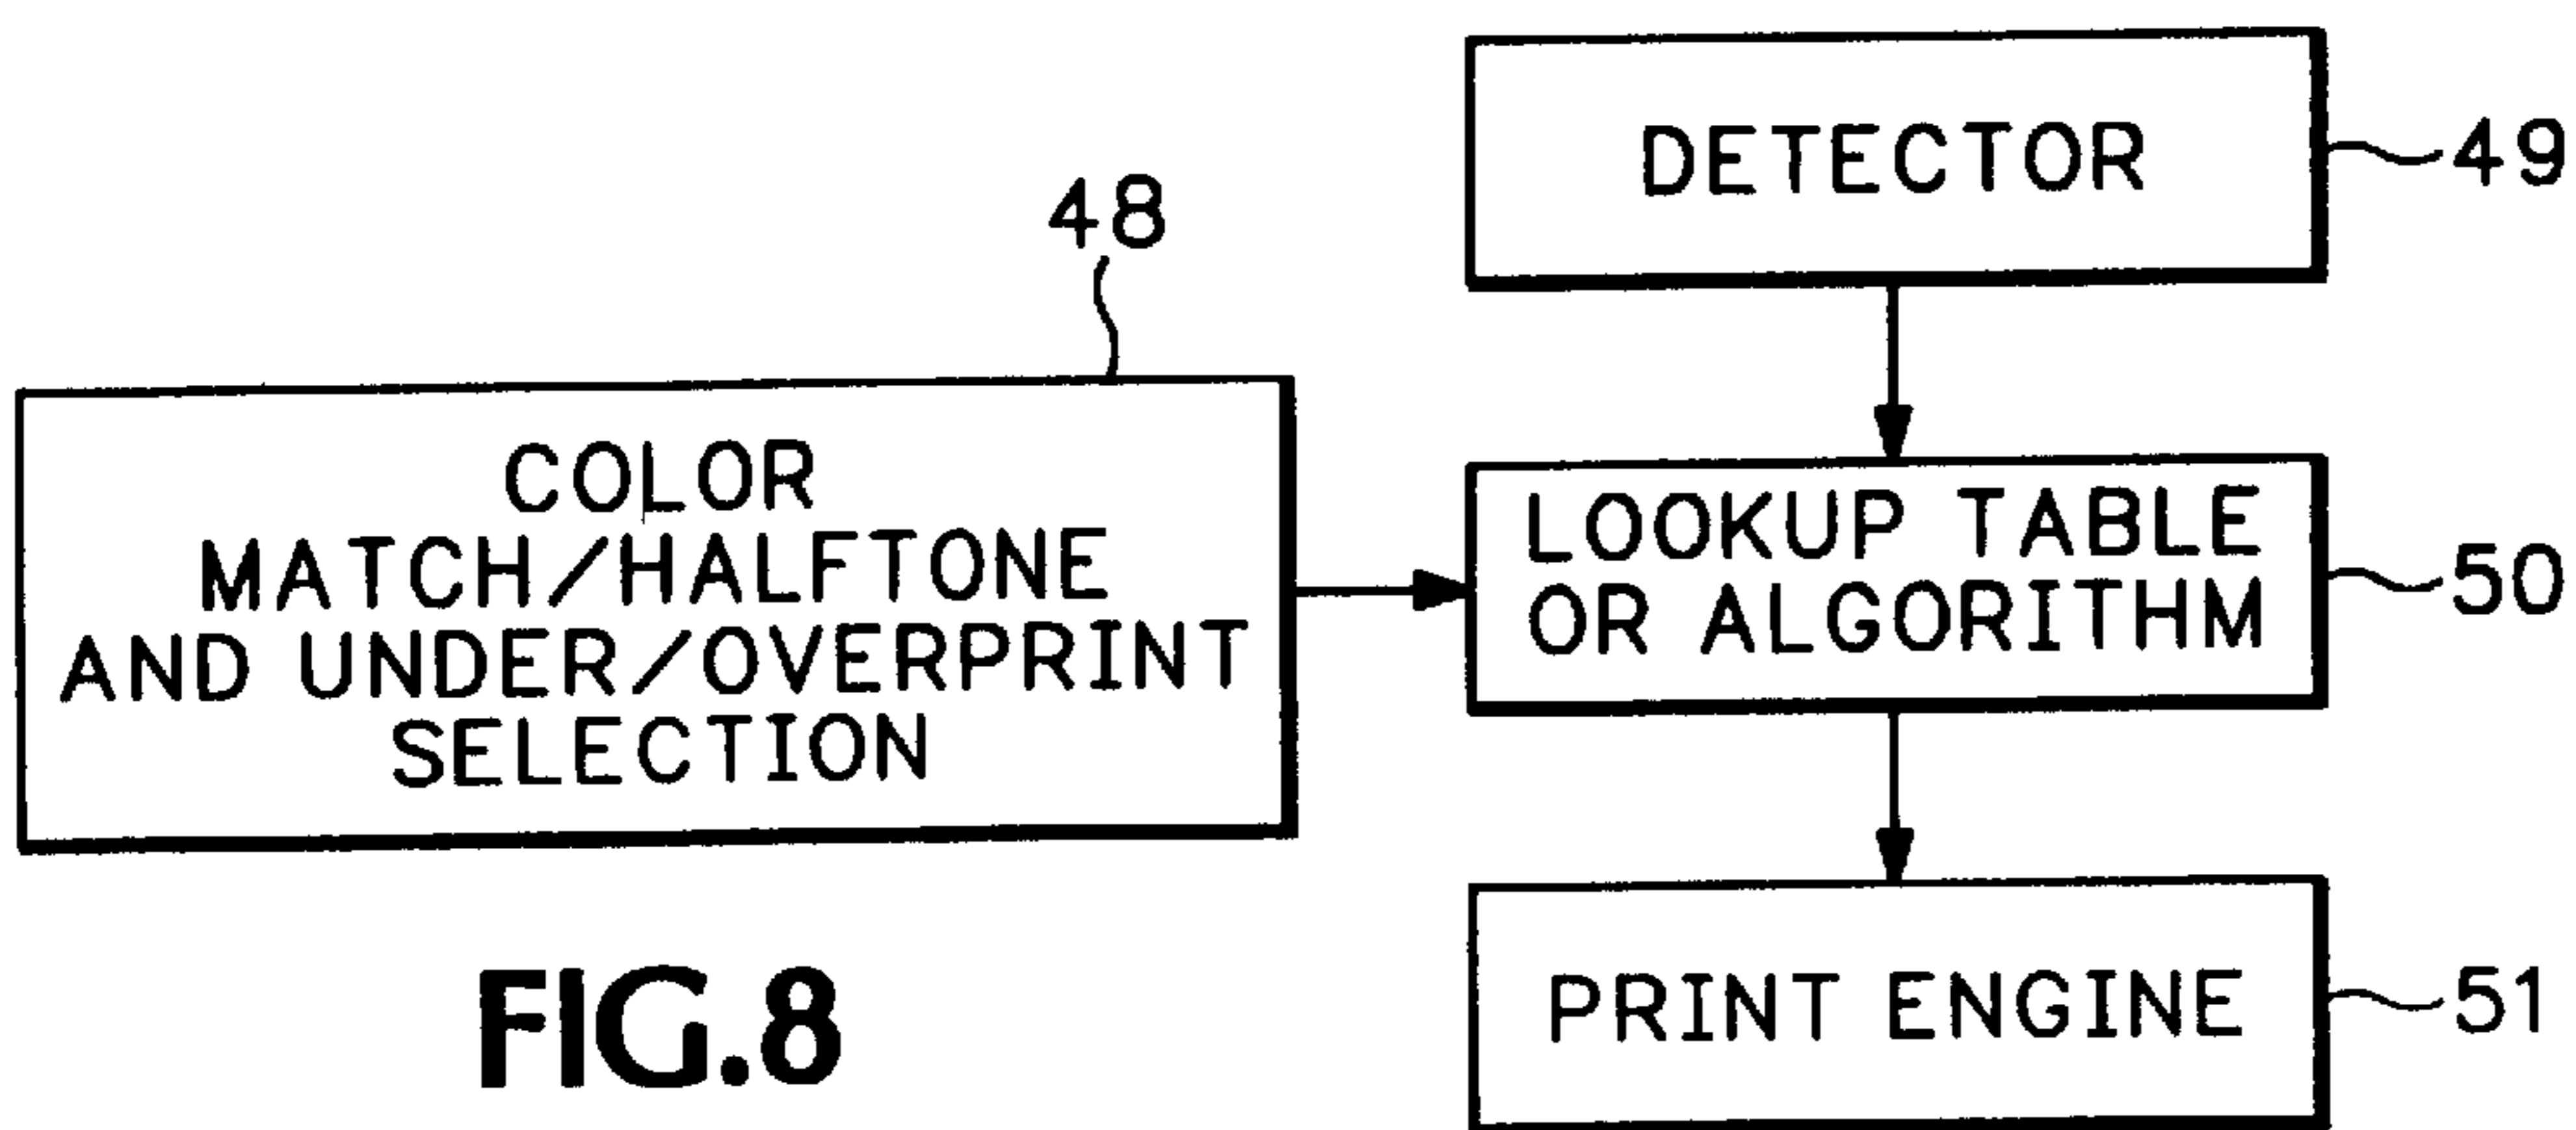 DETECTOR
49
48
COLOR
MATCH/HALFTONE
AND UNDER/OVERPRINT
SELECTION
LOOKUP TABLE
OR ALGORITHM
50
PRINT ENGINE
51
FIG.8